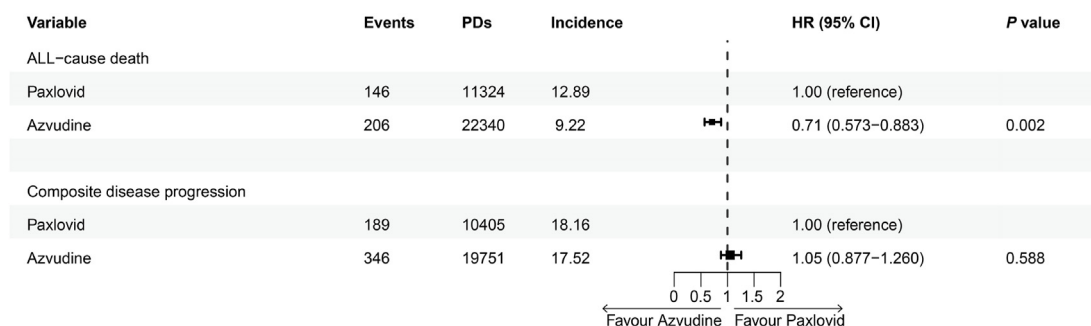 Variable Events PDs Incidence HR (95% CI) P value
ALL−cause death
Paxlovid 146 11324 12.89 1.00 (reference)
Azvudine 206 22340 9.22 0.71 (0.573−0.883) 0.002
Composite disease progression
Paxlovid 189 10405 18.16 1.00 (reference)
Azvudine 346 19751 17.52 1.05 (0.877−1.260) 0.588
0 0.5 1 1.5 2
Favour Azvudine Favour Paxlovid